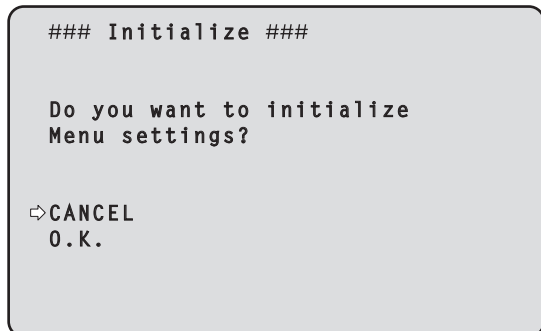 ### Initialize ###
Do you want to initialize
Menu settings?
⇨CANCEL
O.K.